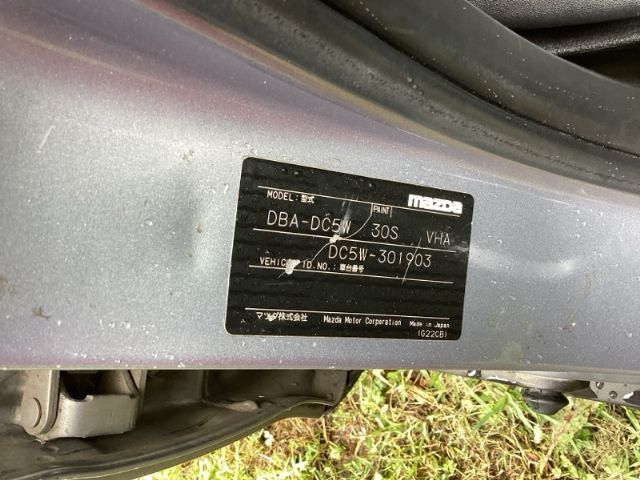 MODEL: 型式 PAINT mazda
DBA-DC5W 30S VHA
DC5W-301903
VEHICLE ID.NO.: 車台番号
マツダ株式会社 Mazda Motor Corporation Made in Japan
(G22CB)